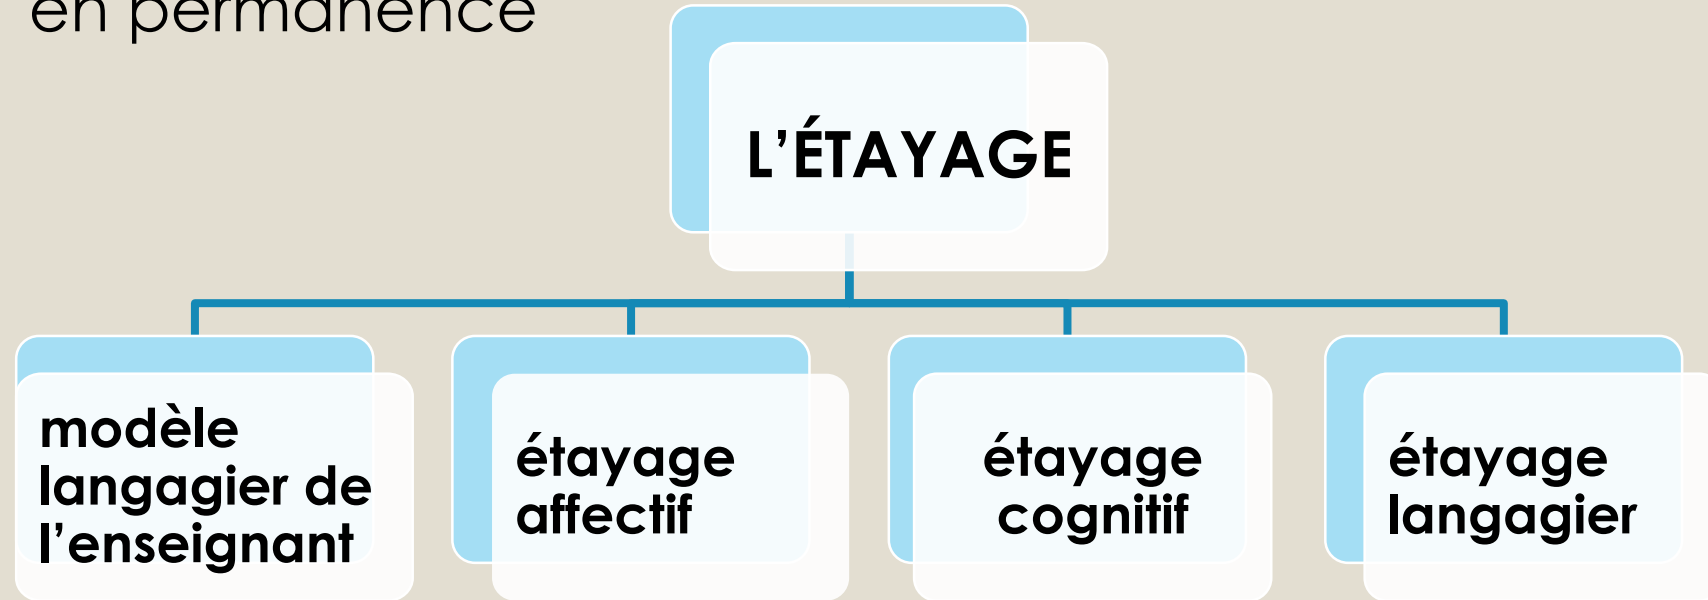 en permanence
L’ÉTAYAGE
modèle
langagier de
l’enseignant
étayage
affectif
étayage
cognitif
étayage
langagier